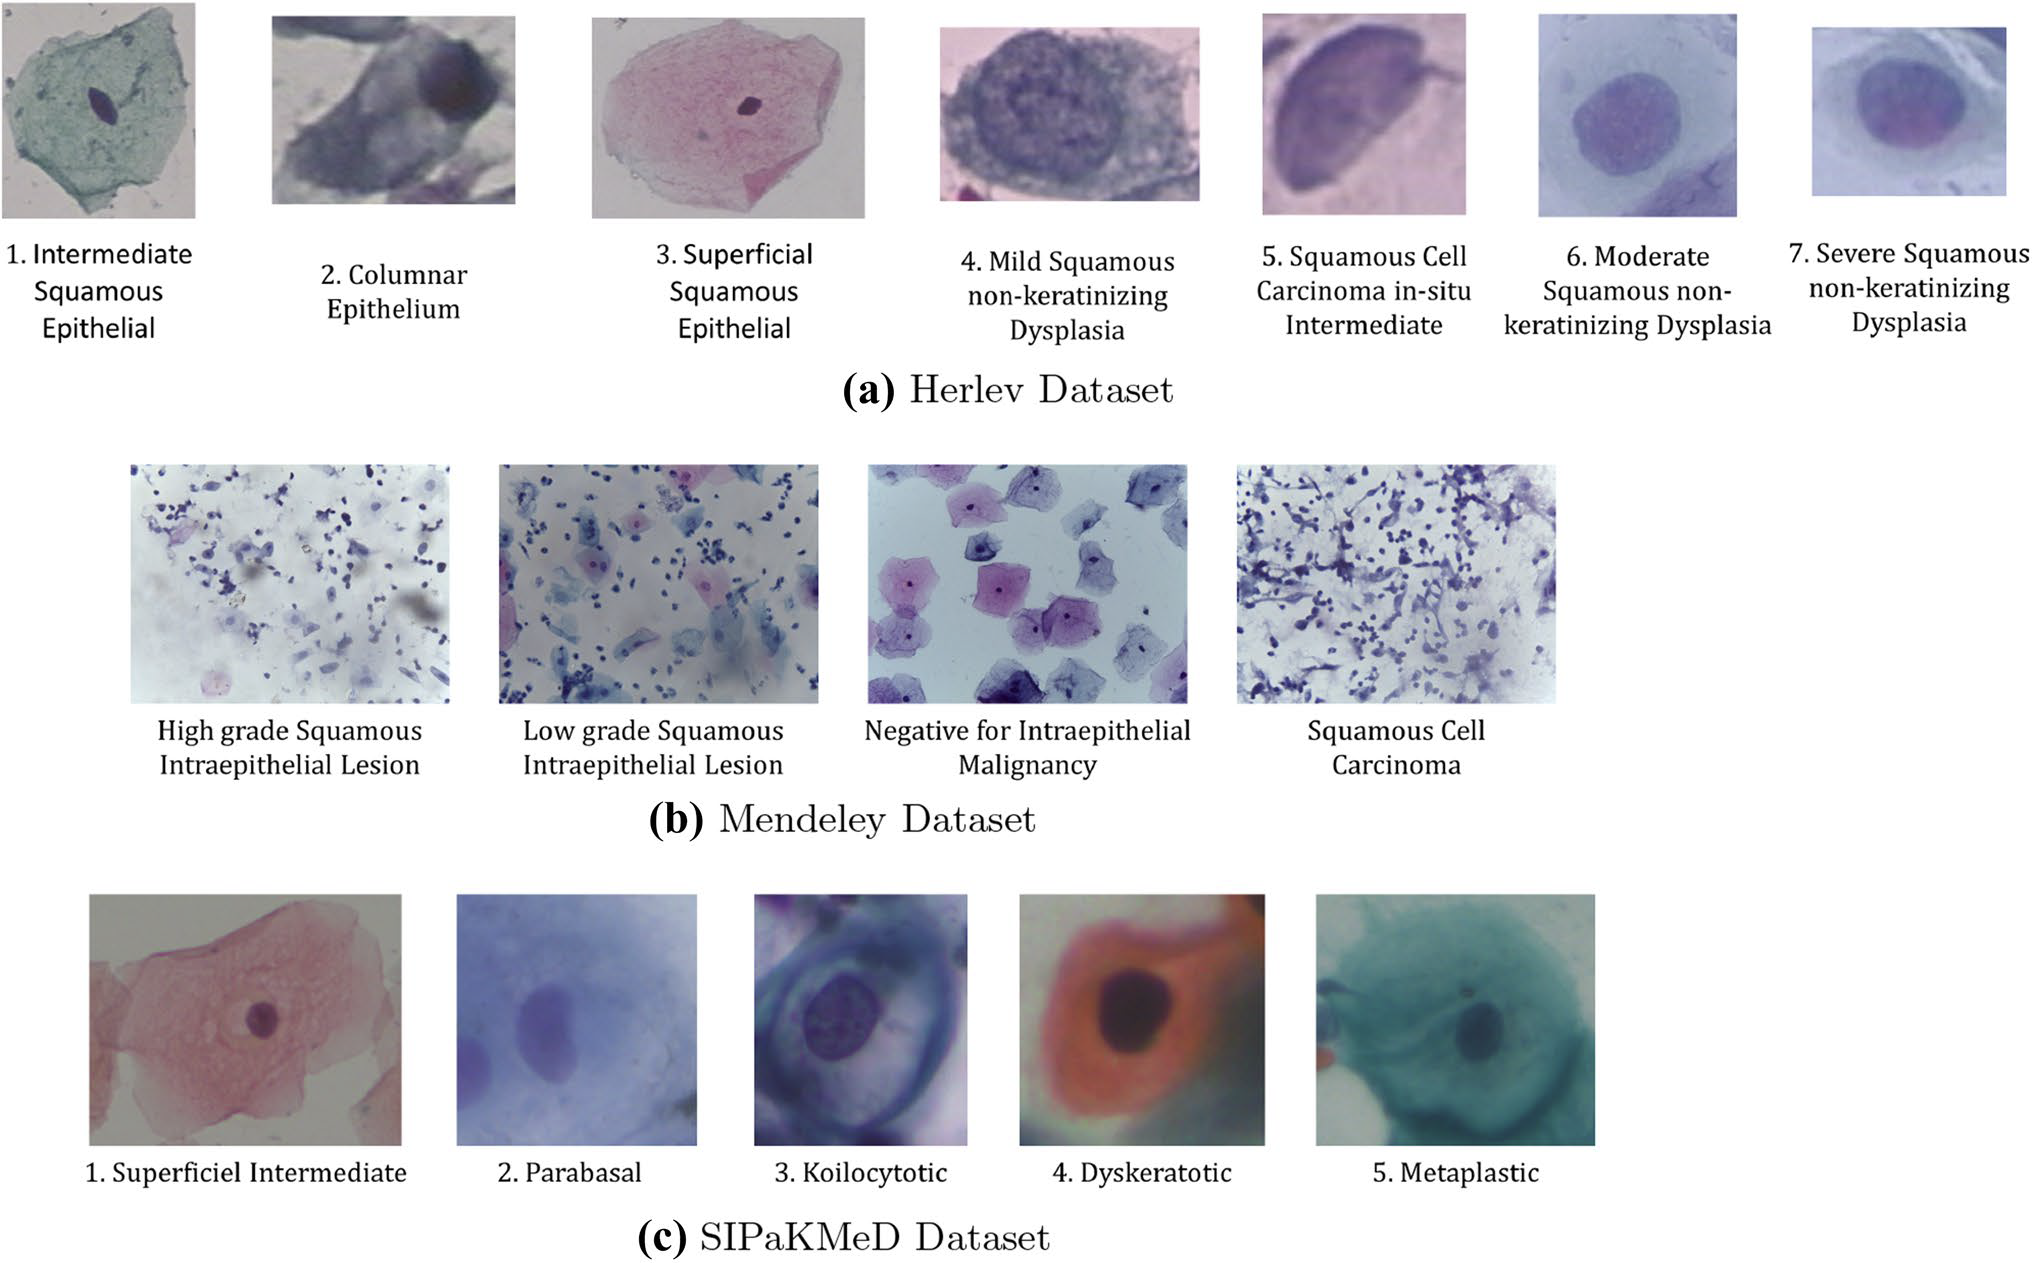 1. Intermediate
Squamous
Epithelial
2. Columnar
Epithelium
3. Superficial
Squamous
Epithelial
4. Mild Squamous
non-keratinizing
Dysplasia
5. Squamous Cell
Carcinoma in-situ
Intermediate
6. Moderate
Squamous non-
keratinizing Dysplasia
7. Severe Squamous
non-keratinizing
Dysplasia
(a) Herlev Dataset
High grade Squamous
Intraepithelial Lesion
Low grade Squamous
Intraepithelial Lesion
Negative for Intraepithelial
Malignancy
Squamous Cell
Carcinoma
(b) Mendeley Dataset
1. Superficiel Intermediate
2. Parabasal
3. Koilocytotic
4. Dyskeratotic
5. Metaplastic
(c) SIPaKMeD Dataset